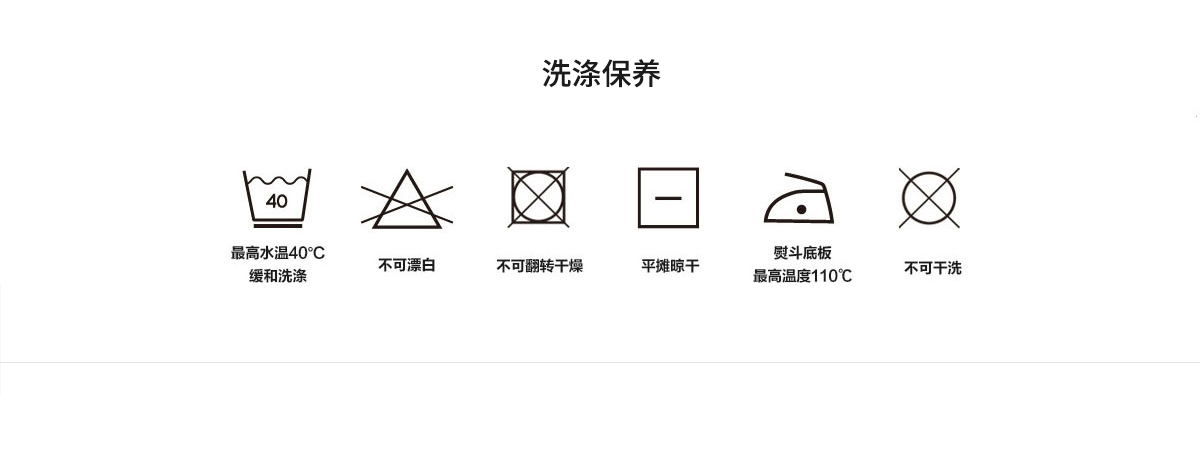 洗涤保养
40
最高水温40℃
缓和洗涤
不可漂白
不可翻转干燥
平摊晾干
熨斗底板
最高温度110℃
不可干洗